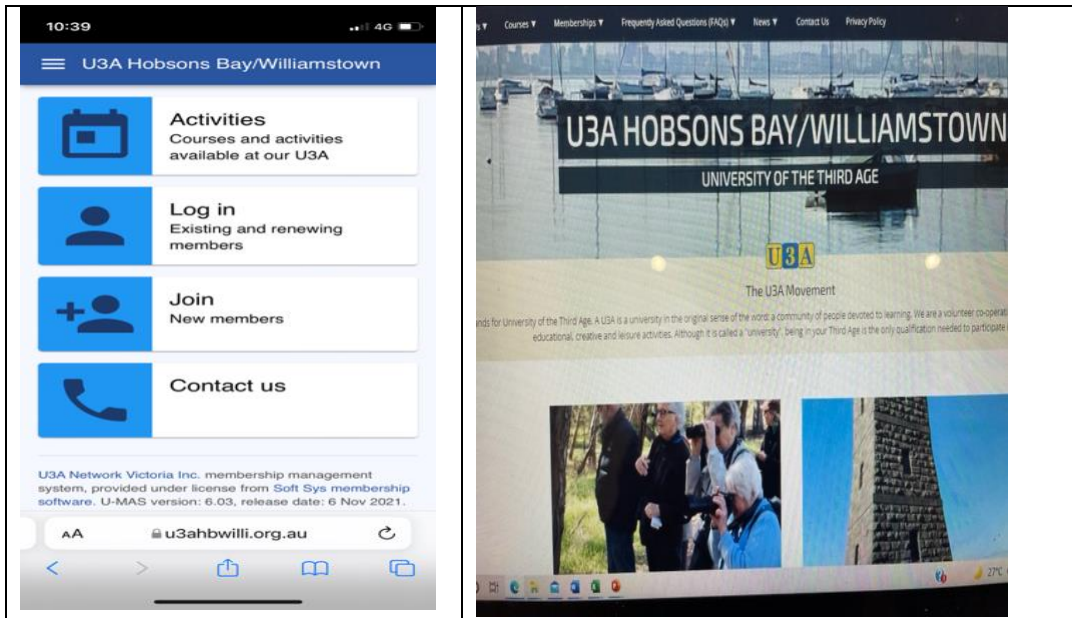 10:39
4G
U3A Hobsons Bay/Williamstown
Activities
Courses and activities
available at our U3A
Log in
Existing and renewing
members
Join
New members
Contact us
U3A Network Victoria Inc. membership management
system, provided under license from Soft Sys membership
software. U-MAS version: 6.03, release date: 6 Nov 2021.
AA u3ahbwilli.org.au
Courses Memberships Frequently Asked Questions (FAQs) News Contact Us Privacy Policy
U3A HOBSONS BAY/WILLIAMSTOWN
UNIVERSITY OF THE THIRD AGE
U3A
The U3A Movement
for University of the Third Age. A U3A is a university in the original sense of the word: a community of people devoted to learning. We are a volunteer co-operati
educational, creative and leisure activities. Although it is called a "university", being in your Third Age is the only qualification needed to participate
27°C